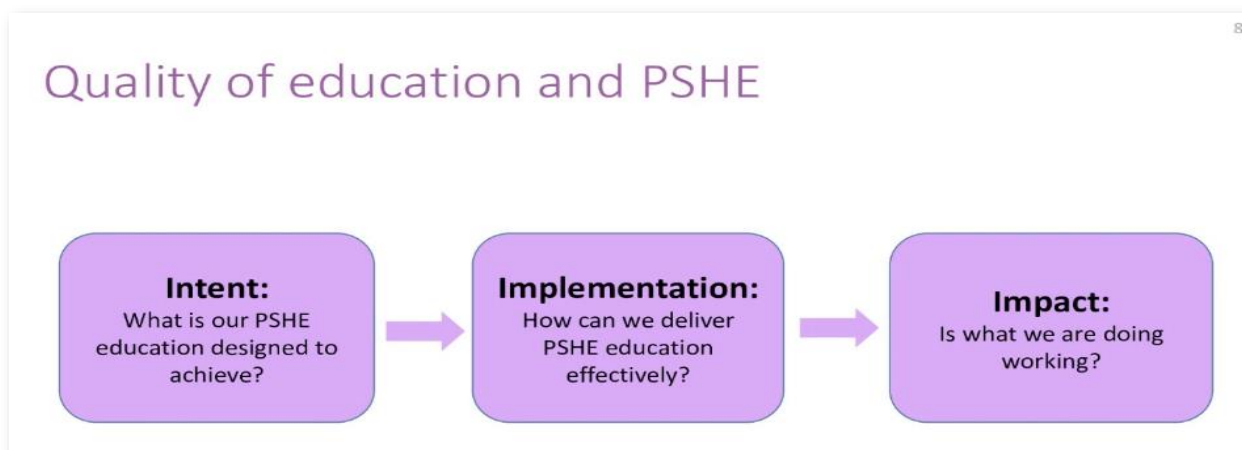 8
Quality of education and PSHE
Intent:
What is our PSHE
education designed to
achieve?
Implementation:
How can we deliver
PSHE education
effectively?
Impact:
Is what we are doing
working?